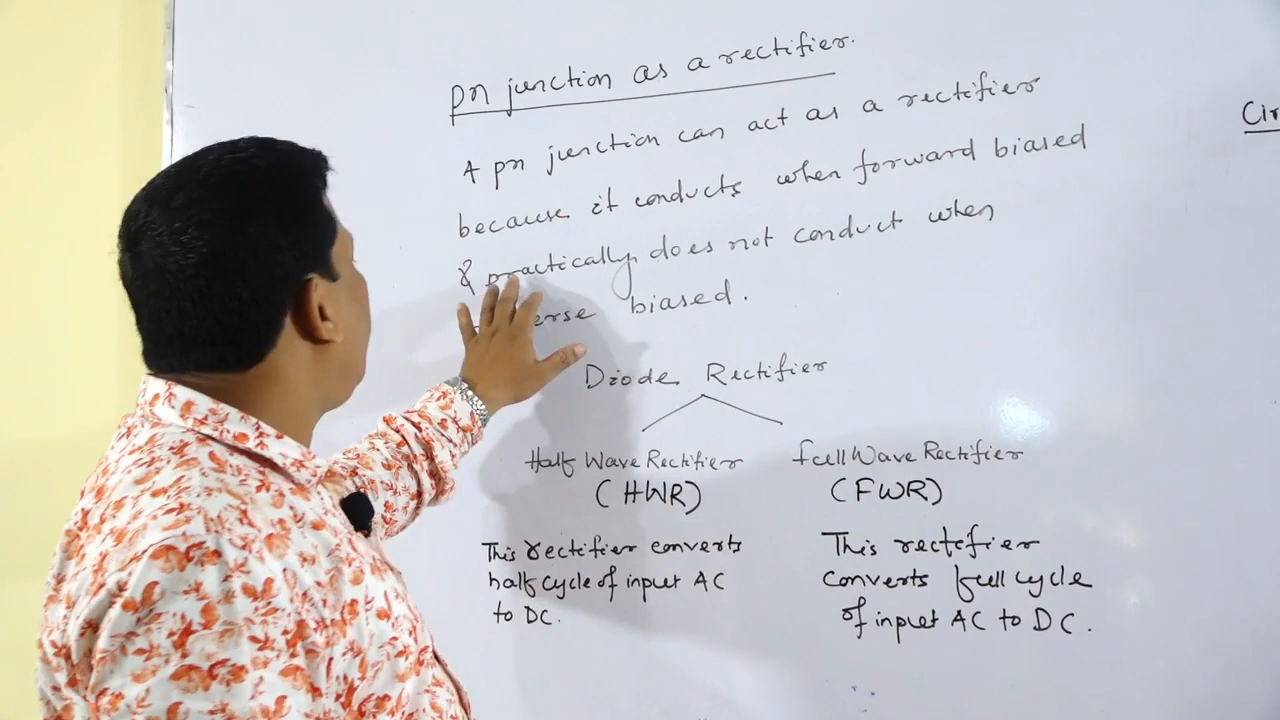 pn junction as a rectifier.
A pn junction can act as a rectifier
because it conducts when forward biased
& practically does not conduct when
erse biased.
Diode Rectifier
Half Wave Rectifier
(HWR)
This rectifier converts
half cycle of input AC
to DC.
Full Wave Rectifier
(FWR)
This rectifier
converts full cycle
of input AC to DC.
Cir